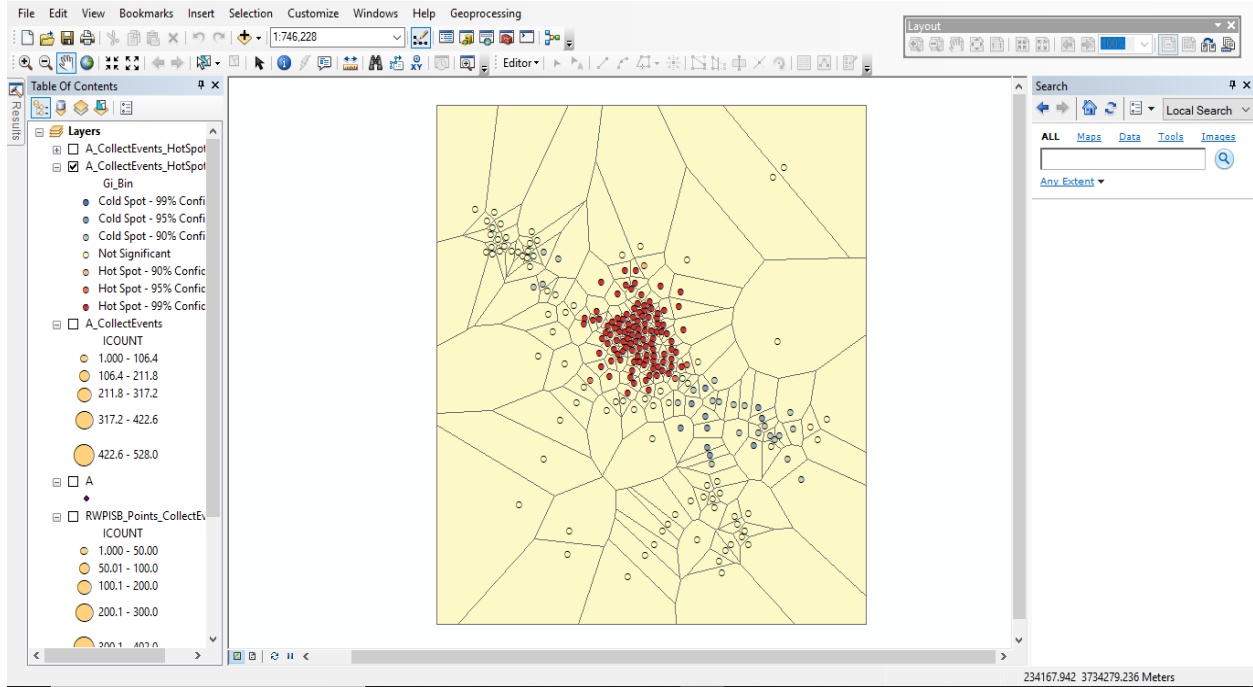 File Edit View Bookmarks Insert Selection Customize Windows Help Geoprocessing
Layout
1:746,228
Editor
Table Of Contents
Search
Results
Local Search
Layers
A_CollectEvents_HotSpot
ALL Maps Data Tools Images
A_CollectEvents_HotSpot
Gi_Bin
Any Extent
Cold Spot - 99% Confi
Cold Spot - 95% Confi
Cold Spot - 90% Confi
Not Significant
Hot Spot - 90% Confic
Hot Spot - 95% Confic
Hot Spot - 99% Confic
A_CollectEvents
ICOUNT
1.000 - 106.4
106.4 - 211.8
211.8 - 317.2
317.2 - 422.6
422.6 - 528.0
A
RWPISB_Points_CollectEv
ICOUNT
1.000 - 50.00
50.01 - 100.0
100.1 - 200.0
200.1 - 300.0
234167.942 3734279.236 Meters